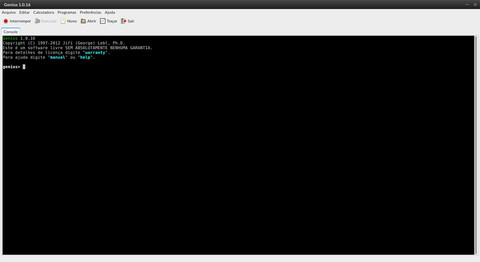 Genius 1.0.16
Arquivo Editar Calculadora Programas Preferências Ajuda
Interromper Executar Novo Abrir Traçar Sair
Console
Genius 1.0.16
Copyright (C) 1997-2012 Jiří (George) Lebl, Ph.D.
Este é um software livre SEM ABSOLUTAMENTE NENHUMA GARANTIA.
Para detalhes de licença digite "warranty".
Para ajuda digite "manual" ou "help".
genius>